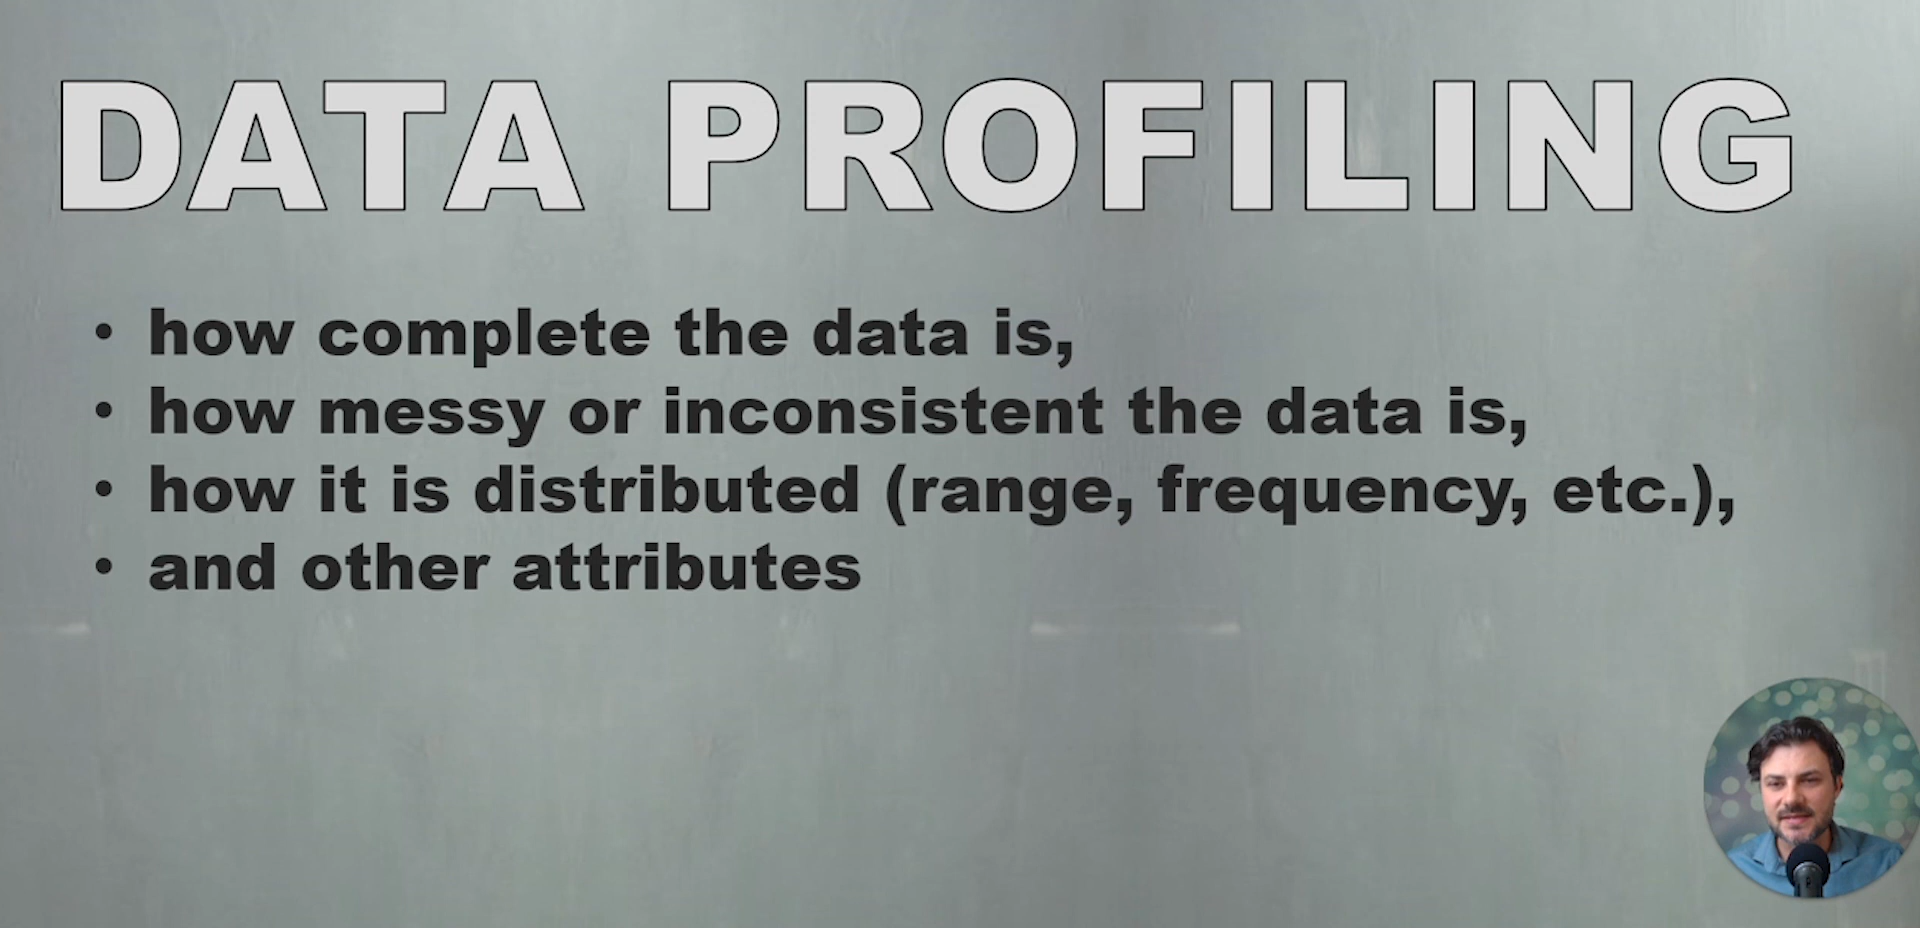 DATA PROFILING
• how complete the data is,
• how messy or inconsistent the data is,
• how it is distributed (range, frequency, etc.),
• and other attributes